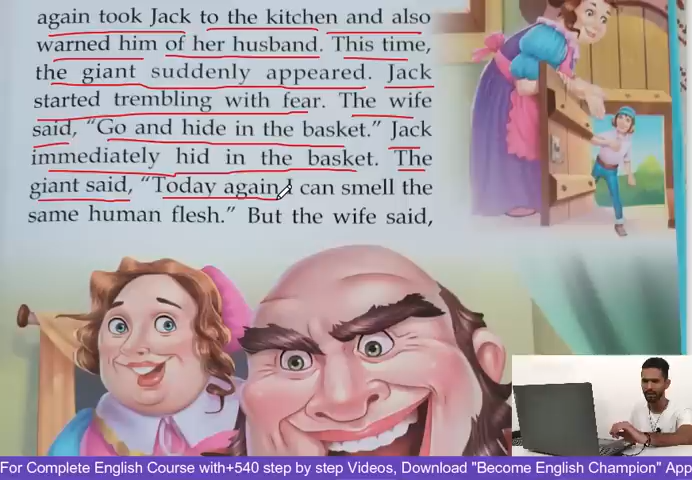 again took Jack to the kitchen and also
warned him of her husband. This time,
the giant suddenly appeared. Jack
started trembling with fear. The wife
said, “Go and hide in the basket.” Jack
immediately hid in the basket. The
giant said, “Today again I can smell the
same human flesh.” But the wife said,
For Complete English Course with+540 step by step Videos, Download "Become English Champion" App